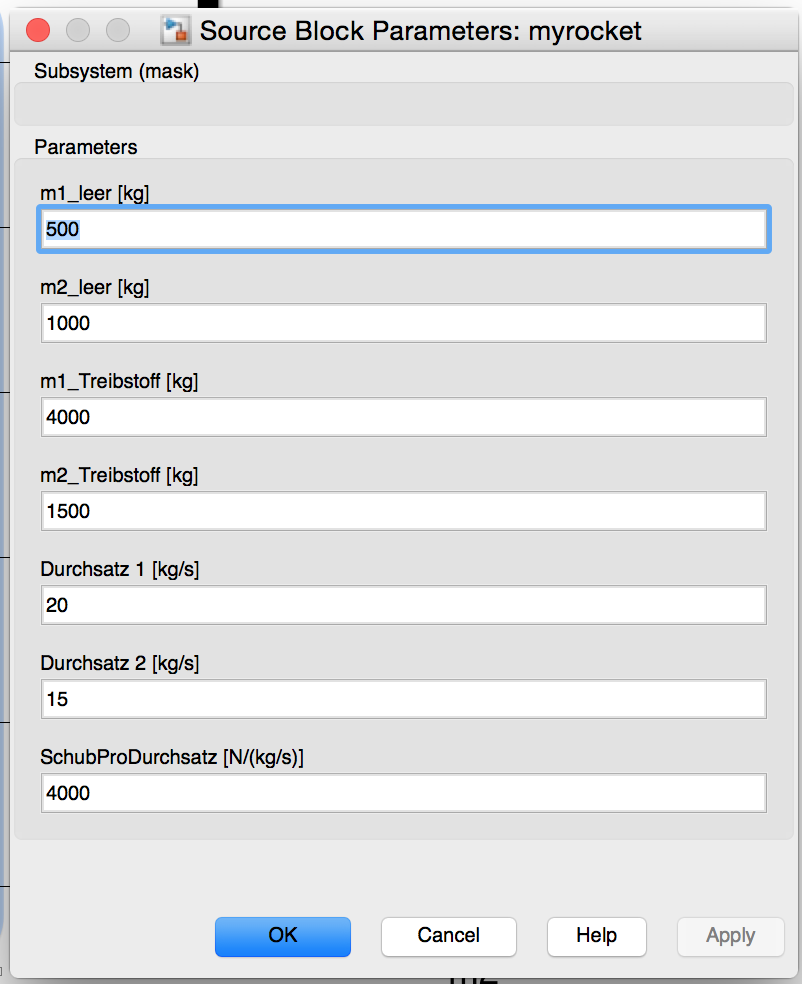 Source Block Parameters: myrocket
Subsystem (mask)
Parameters
m1_leer [kg]
500
m2_leer [kg]
1000
m1_Treibstoff [kg]
4000
m2_Treibstoff [kg]
1500
Durchsatz 1 [kg/s]
20
Durchsatz 2 [kg/s]
15
SchubProDurchsatz [N/(kg/s)]
4000
OK Cancel Help Apply